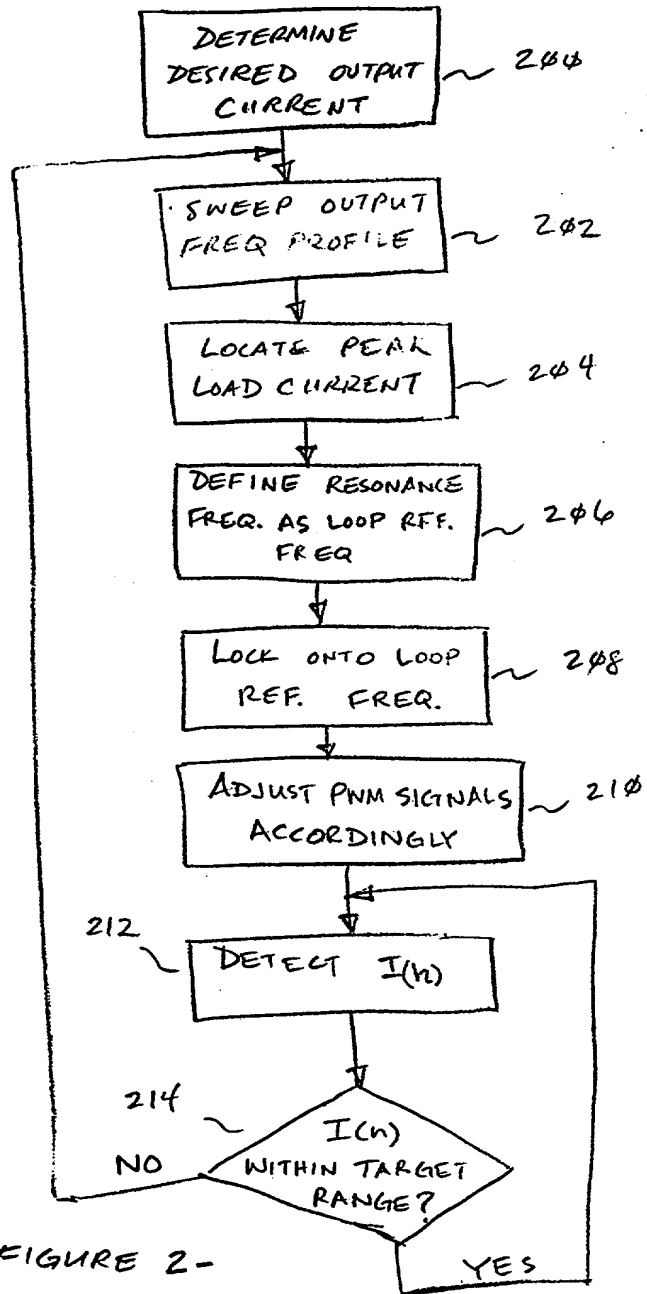 DETERMINE
DESIRED OUTPUT
CURRENT
200
SWEEP OUTPUT
FREQ PROFILE
202
LOCATE PEAK
LOAD CURRENT
204
DEFINE RESONANCE
FREQ. AS LOOP REF.
FREQ
206
LOCK ONTO LOOP
REF. FREQ.
208
ADJUST PWM SIGNALS
ACCORDINGLY
210
212
DETECT I(n)
214
I(n)
WITHIN TARGET
RANGE?
NO
YES
FIGURE 2-